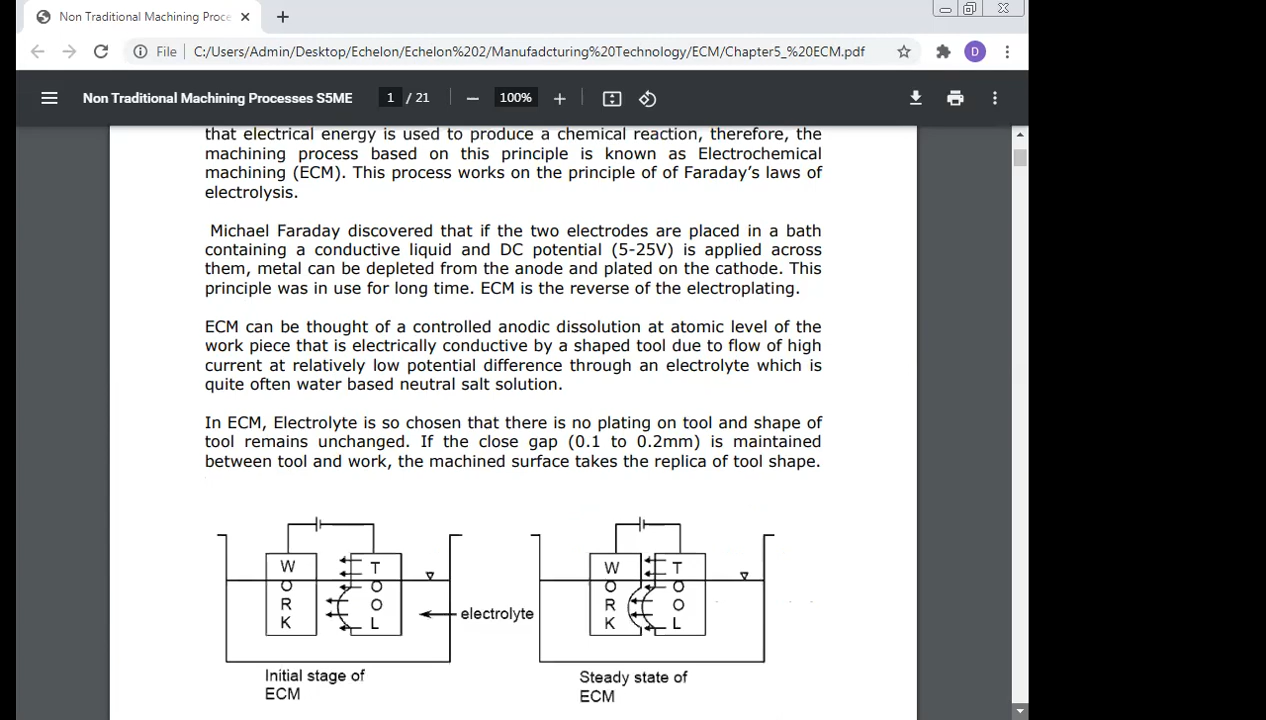 Non Traditional Machining Proce
File
C:/Users/Admin/Desktop/Echelon/Echelon%202/Manufadcturing%20Technology/ECM/Chapter5_%20ECM.pdf
D
Non Traditional Machining Processes S5ME
1 / 21
100%
that electrical energy is used to produce a chemical reaction, therefore, the
machining process based on this principle is known as Electrochemical
machining (ECM). This process works on the principle of of Faraday's laws of
electrolysis.
Michael Faraday discovered that if the two electrodes are placed in a bath
containing a conductive liquid and DC potential (5-25V) is applied across
them, metal can be depleted from the anode and plated on the cathode. This
principle was in use for long time. ECM is the reverse of the electroplating.
ECM can be thought of a controlled anodic dissolution at atomic level of the
work piece that is electrically conductive by a shaped tool due to flow of high
current at relatively low potential difference through an electrolyte which is
quite often water based neutral salt solution.
In ECM, Electrolyte is so chosen that there is no plating on tool and shape of
tool remains unchanged. If the close gap (0.1 to 0.2mm) is maintained
between tool and work, the machined surface takes the replica of tool shape.
WORK
TOOL
electrolyte
WORK
TOOL
Initial stage of
ECM
Steady state of
ECM